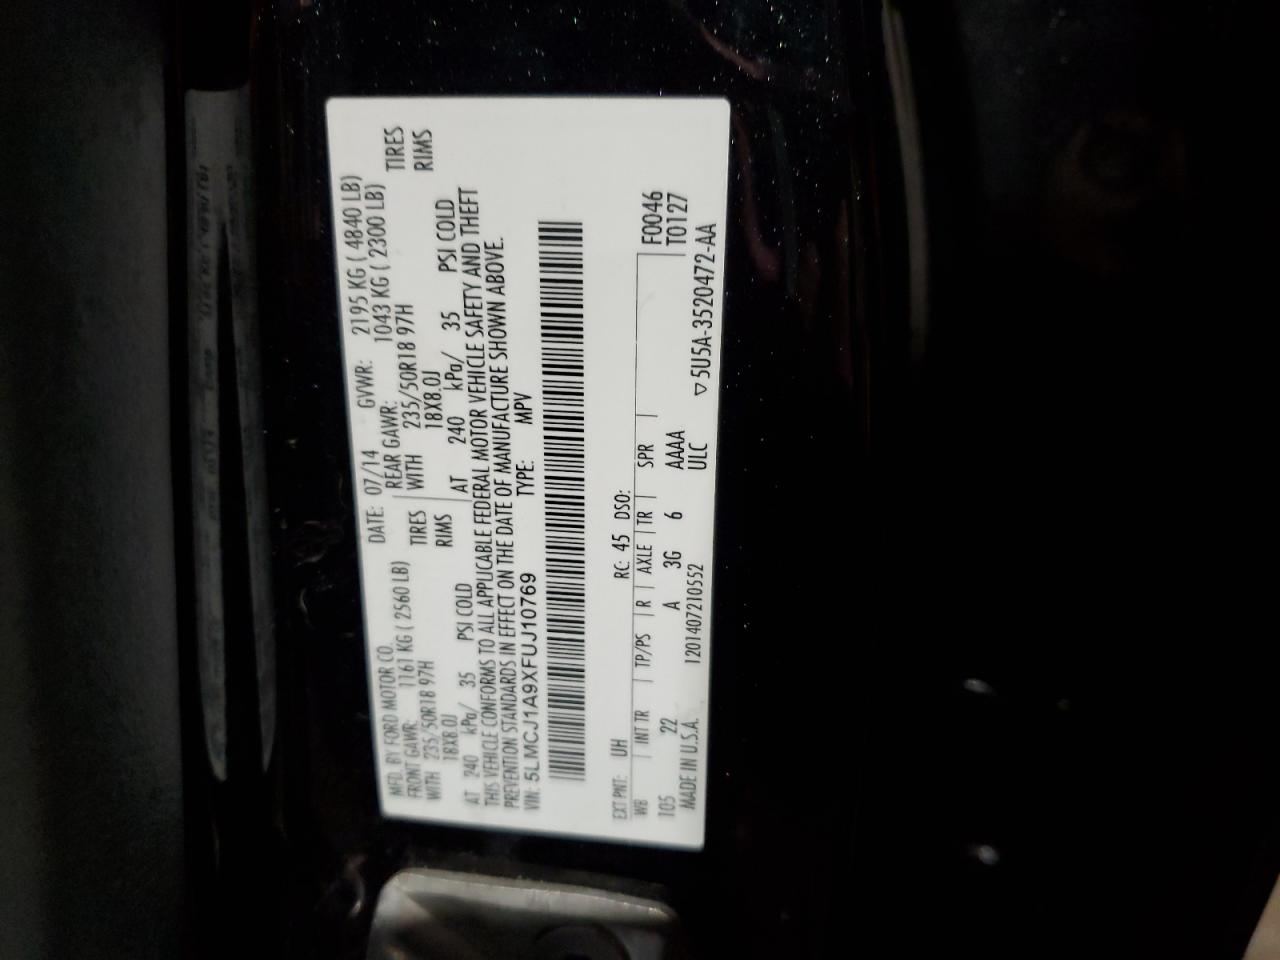 MFD. BY FORD MOTOR CO. DATE: 07/14 GVWR: 2195 KG ( 4840 LB)
FRONT GAWR: 1161 KG ( 2560 LB) REAR GAWR: 1043 KG ( 2300 LB)
WITH 235/50R18 97H TIRES WITH 235/50R18 97H TIRES
18X8.0J RIMS 18X8.0J RIMS
AT 240 kPa/ 35 PSI COLD AT 240 kPa/ 35 PSI COLD
THIS VEHICLE CONFORMS TO ALL APPLICABLE FEDERAL MOTOR VEHICLE SAFETY AND THEFT
PREVENTION STANDARDS IN EFFECT ON THE DATE OF MANUFACTURE SHOWN ABOVE.
VIN: 5LMCJ1A9XFUJ10769 TYPE: MPV
EXT PNT: UH RC: 45 DSO: F0046
WB INT TR TP/PS R AXLE TR SPR T0127
105 22 A 3G 6 AAAA
MADE IN U.S.A. 1201407210552 ULC ▽5U5A-3520472-AA